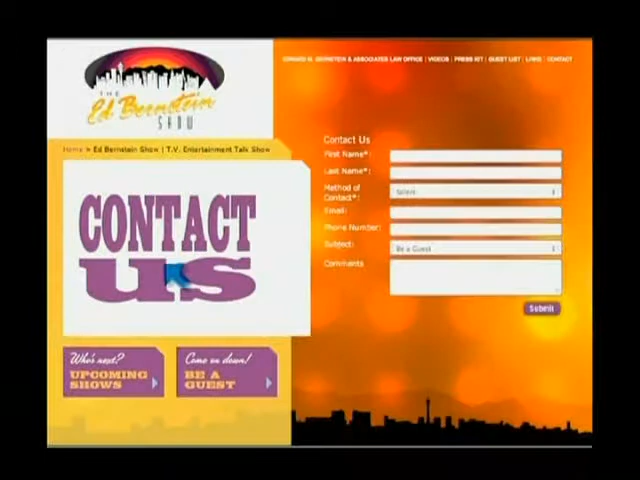 EDWARD M. BERNSTEIN & ASSOCIATES LAW OFFICE | VIDEOS | PRESS KIT | GUEST LIST | LINKS | CONTACT
THE
Ed Bernstein
SHOW
Home » Ed Bernstein Show | T.V. Entertainment Talk Show
CONTACT
us
Who's next?
UPCOMING
SHOWS
Come on down!
BE A
GUEST
Contact Us
First Name*:
Last Name*:
Method of
Contact*:
Select
Email:
Phone Number:
Subject:
Be a Guest
Comments
Submit